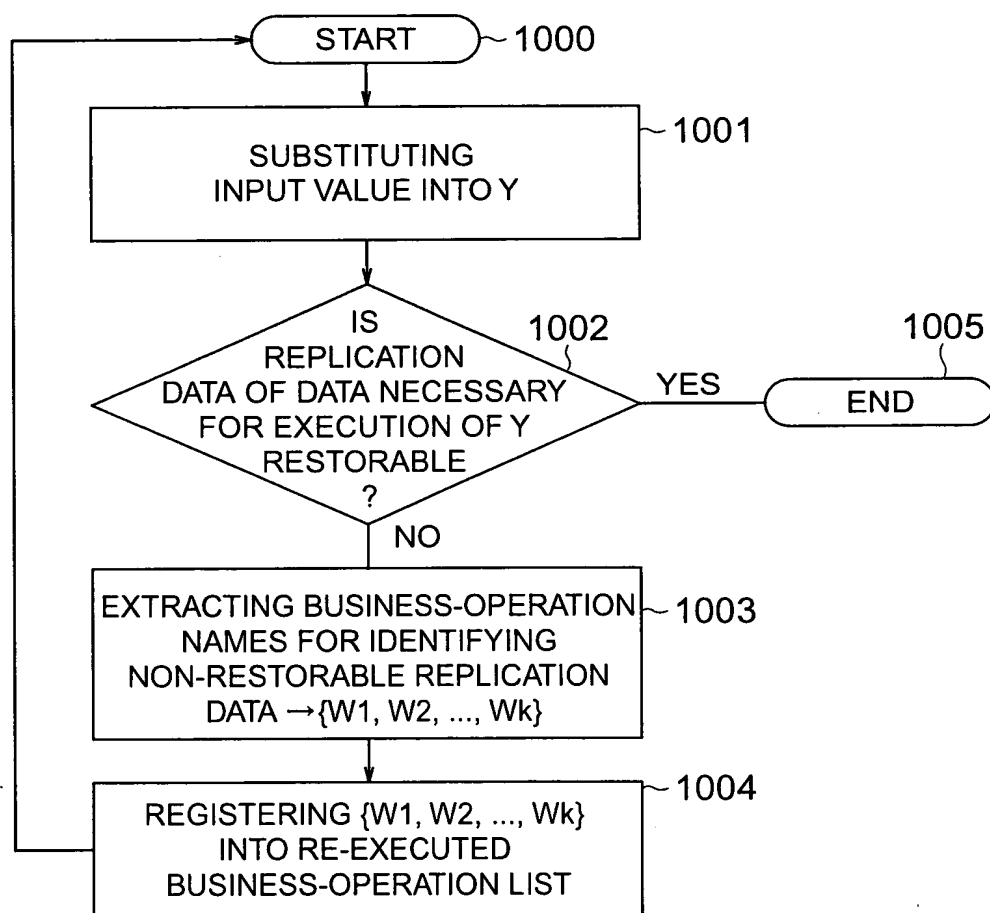 START
1000
1001
SUBSTITUTING
INPUT VALUE INTO Y
IS
REPLICATION
DATA OF DATA NECESSARY
FOR EXECUTION OF Y
RESTORABLE
?
1002
YES
1005
END
NO
EXTRACTING BUSINESS-OPERATION
NAMES FOR IDENTIFYING
NON-RESTORABLE REPLICATION
DATA →{W1, W2, ..., Wk}
1003
REGISTERING {W1, W2, ..., Wk}
INTO RE-EXECUTED
BUSINESS-OPERATION LIST
1004